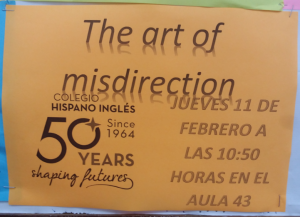 The art of
misdirection
COLEGIO
HISPANO INGLÉS
50 Since
1964
YEARS
shaping futures
JUEVES 11 DE
FEBRERO A
LAS 10:50
HORAS EN EL
AULA 43